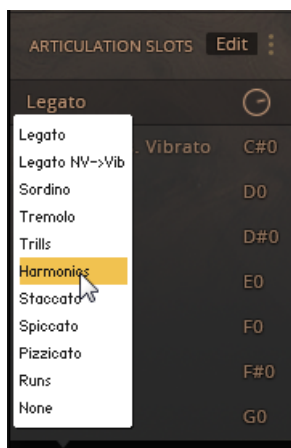 ARTICULATION SLOTS Edit
Legato
Legato
Legato NV->Vib
. Vibrato C#0
Sordino
D0
Tremolo
Trills
D#0
Harmonics
E0
Staccato
Spiccato
F0
Pizzicato
Runs
F#0
None
G0